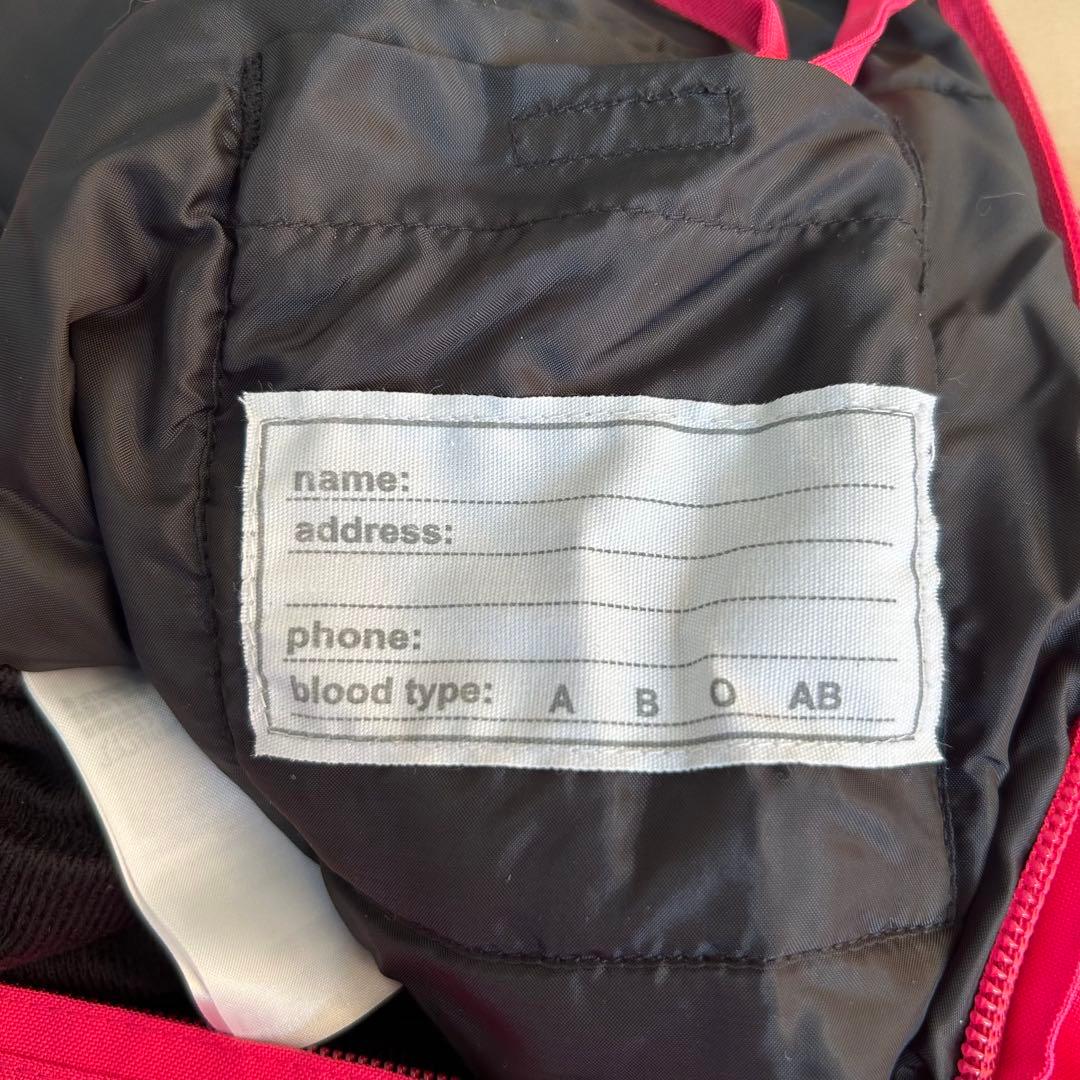 name:
address:
phone:
blood type: A B O AB